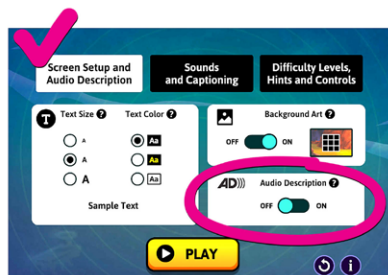 Screen Setup and
Audio Description
Sounds
and Captioning
Difficulty Levels,
Hints and Controls
T Text Size ? Text Color ?
A Aa
A Aa
A Aa
Sample Text
Background Art ?
OFF ON
AD))) Audio Description ?
OFF ON
PLAY
i